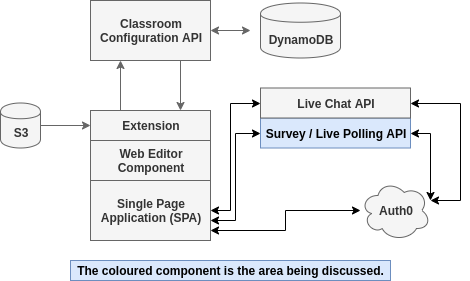 Classroom
Configuration API
DynamoDB
Live Chat API
S3
Extension
Survey / Live Polling API
Web Editor
Component
Single Page
Application (SPA)
Auth0
The coloured component is the area being discussed.